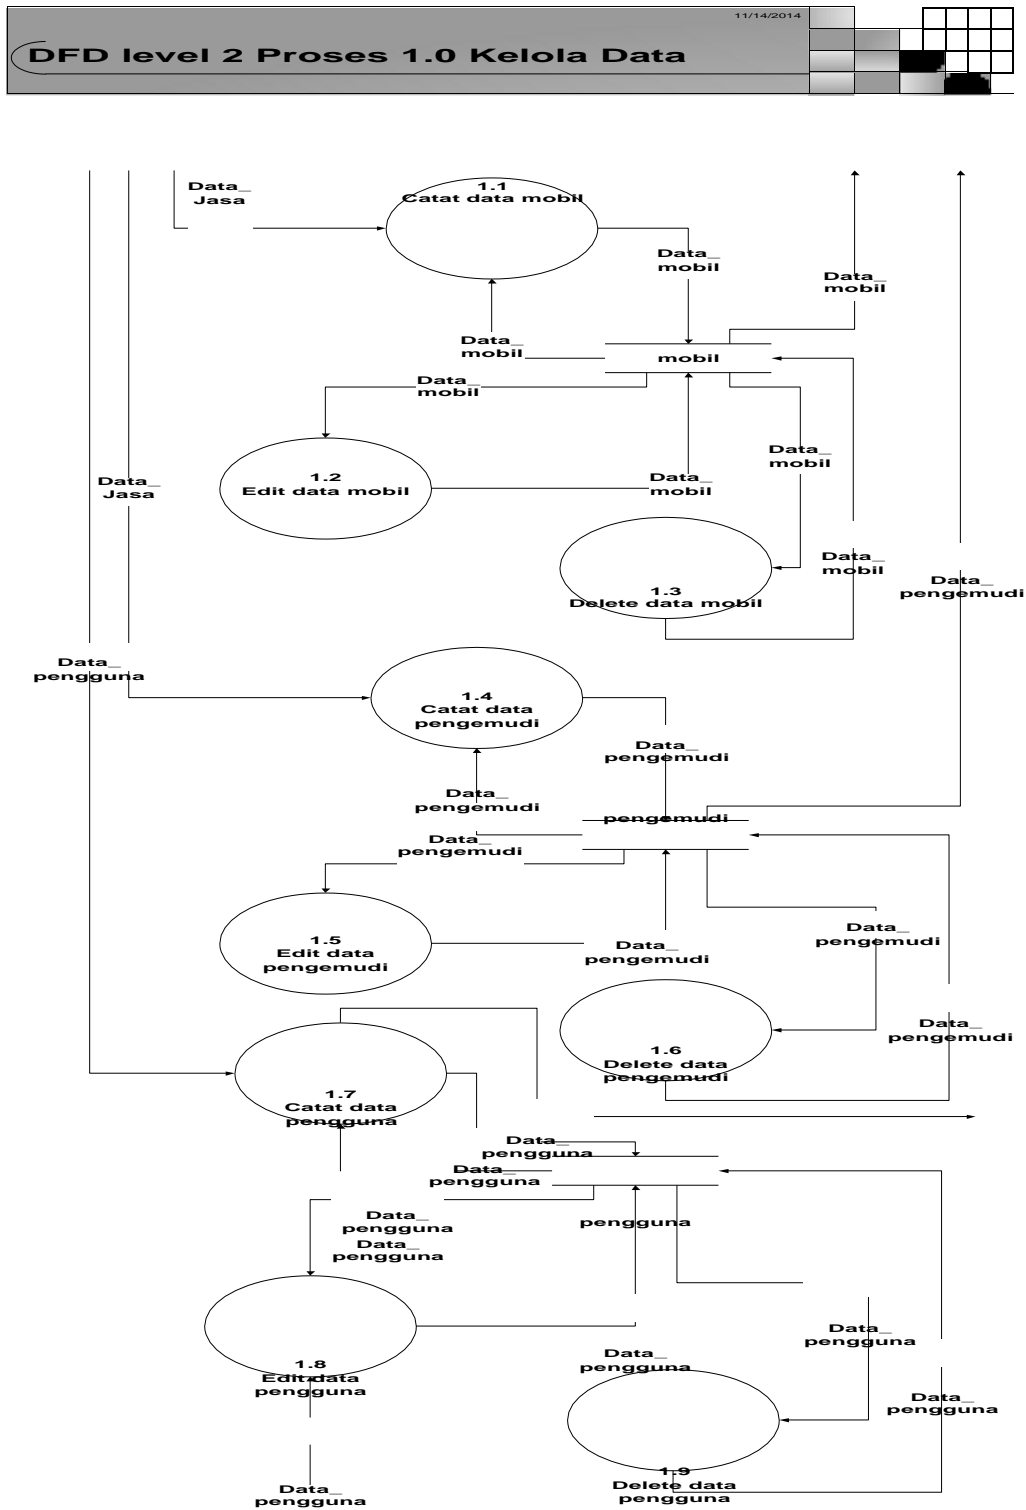 11/14/2014
DFD level 2 Proses 1.0 Kelola Data
Data_
Jasa
1.1
Catat data mobil
Data_
mobil
Data_
mobil
Data_
mobil
mobil
Data_
mobil
Data_
mobil
1.2
Edit data mobil
Data_
mobil
Data_
Jasa
Data_
mobil
Data_
pengemudi
1.3
Delete data mobil
Data_
pengguna
1.4
Catat data
pengemudi
Data_
pengemudi
Data_
pengemudi
pengemudi
Data_
pengemudi
Data_
pengemudi
1.5
Edit data
pengemudi
Data_
pengemudi
Data_
pengemudi
1.6
Delete data
pengemudi
1.7
Catat data
pengguna
Data_
pengguna
Data_
pengguna
Data_
pengguna
pengguna
Data_
pengguna
Data_
pengguna
Data_
pengguna
1.8
Edit data
pengguna
Data_
pengguna
1.9
Delete data
pengguna
Data_
pengguna